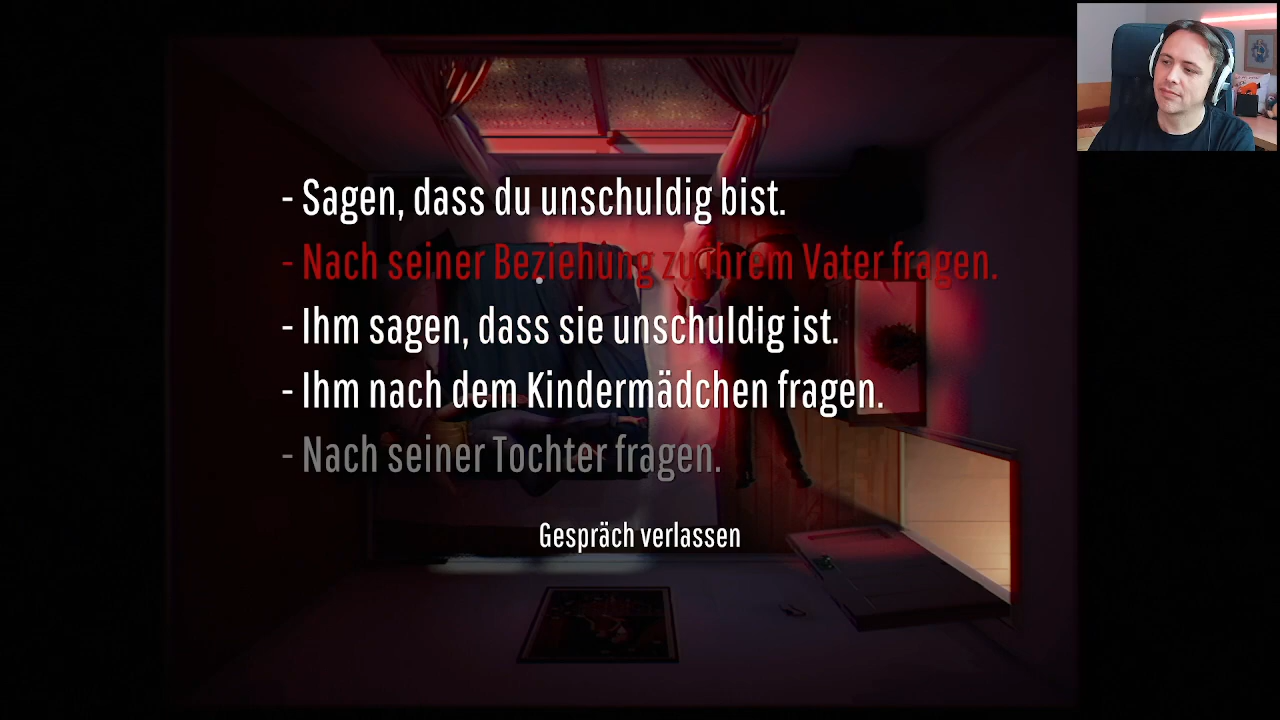 - Sagen, dass du unschuldig bist.
- Nach seiner Beziehung zu ihrem Vater fragen.
- Ihm sagen, dass sie unschuldig ist.
- Ihm nach dem Kindermädchen fragen.
- Nach seiner Tochter fragen.
Gespräch verlassen